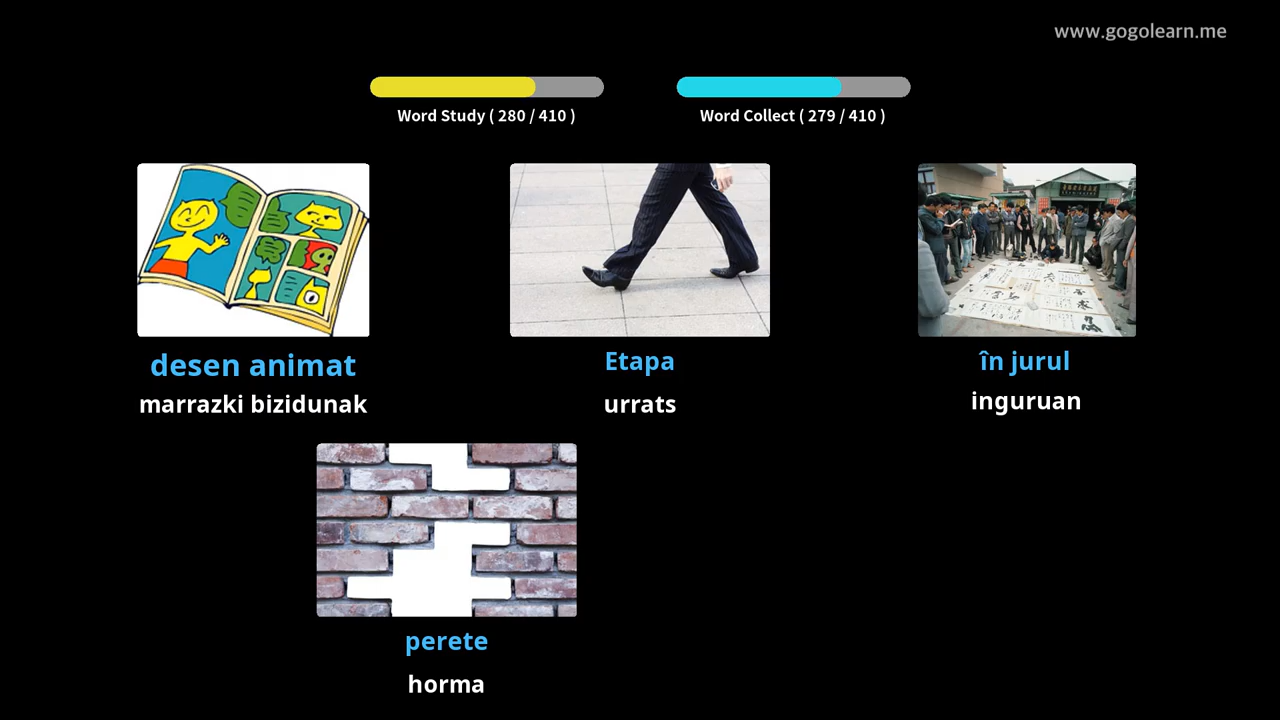 www.gogolearn.me
Word Study ( 280 / 410 )
Word Collect ( 279 / 410 )
desen animat
Etapa
în jurul
marrazki bizidunak
urrats
inguruan
perete
horma